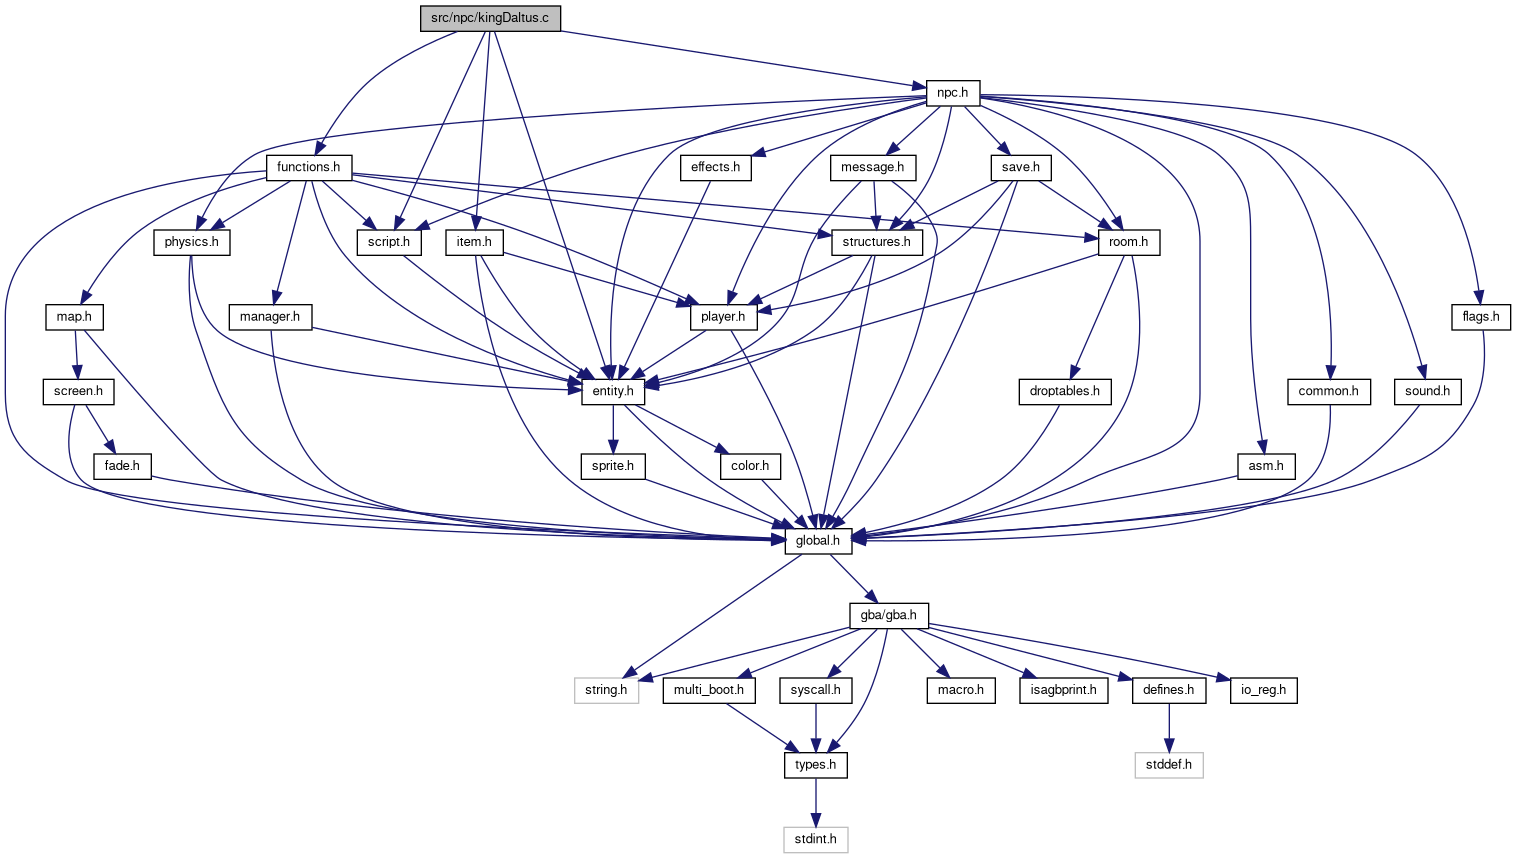 src/npc/kingDaltus.c
npc.h
functions.h
effects.h
message.h
save.h
physics.h
script.h
item.h
structures.h
room.h
map.h
manager.h
player.h
flags.h
screen.h
entity.h
droptables.h
common.h
sound.h
fade.h
sprite.h
color.h
asm.h
global.h
gba/gba.h
string.h
multi_boot.h
syscall.h
macro.h
isagbprint.h
defines.h
io_reg.h
types.h
stddef.h
stdint.h